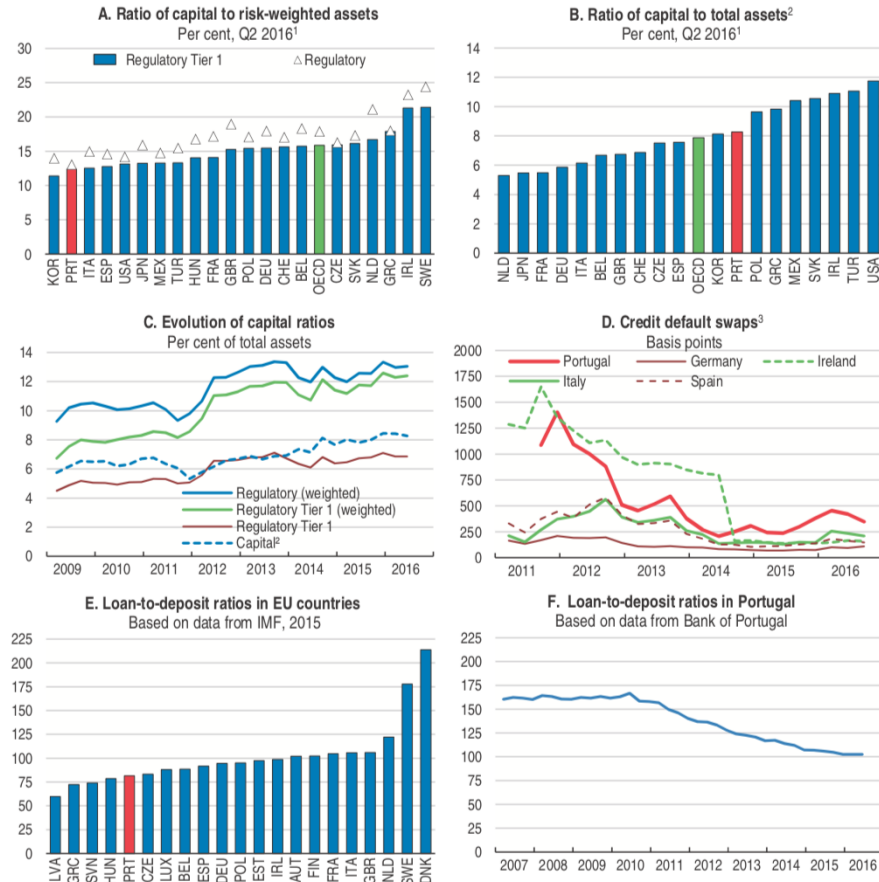 A. Ratio of capital to risk-weighted assets
Per cent, Q2 2016¹
Regulatory Tier 1
Regulatory
30
25
20
15
10
5
0
KOR
PRT
ITA
ESP
USA
JPN
MEX
TUR
HUN
FRA
GBR
POL
DEU
CHE
BEL
OECD
CZE
SVK
NLD
GRC
IRL
SWE
B. Ratio of capital to total assets²
Per cent, Q2 2016¹
14
12
10
8
6
4
2
0
NLD
JPN
FRA
DEU
ITA
BEL
GBR
CHE
CZE
ESP
OECD
KOR
PRT
POL
GRC
MEX
SVK
IRL
TUR
USA
C. Evolution of capital ratios
Per cent of total assets
14
12
10
8
6
4
2
0
Regulatory (weighted)
Regulatory Tier 1 (weighted)
Regulatory Tier 1
Capital²
2009 2010 2011 2012 2013 2014 2015 2016
D. Credit default swaps³
Basis points
Portugal Germany Ireland
Italy Spain
2000
1750
1500
1250
1000
750
500
250
0
2011 2012 2013 2014 2015 2016
E. Loan-to-deposit ratios in EU countries
Based on data from IMF, 2015
225
200
175
150
125
100
75
50
25
0
LVA
GRC
SVN
HUN
PRT
CZE
LUX
BEL
ESP
DEU
POL
EST
IRL
AUT
FIN
FRA
ITA
GBR
NLD
SWE
DNK
F. Loan-to-deposit ratios in Portugal
Based on data from Bank of Portugal
225
200
175
150
125
100
75
50
25
0
2007 2008 2009 2010 2011 2012 2013 2014 2015 2016